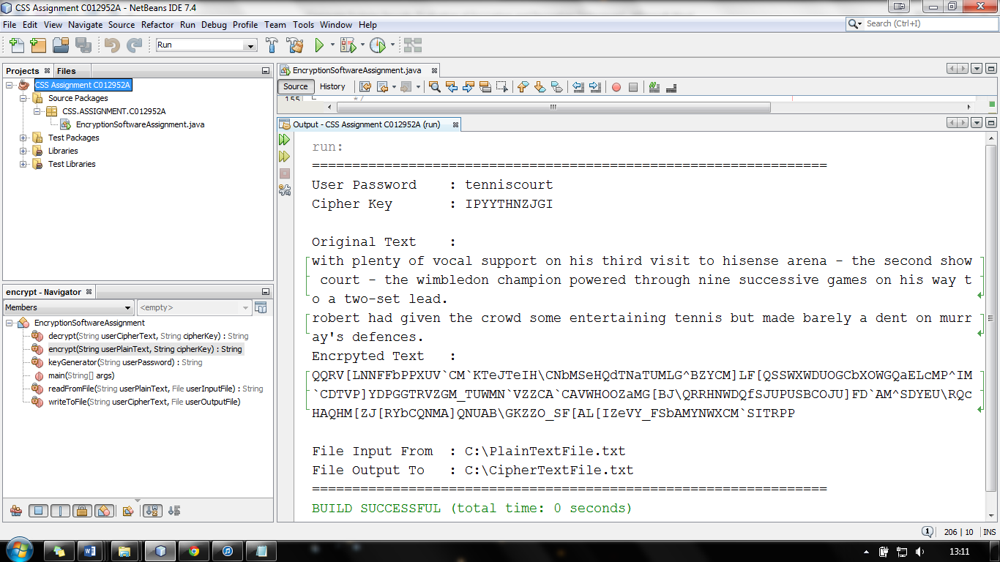 CSS Assignment C012952A - NetBeans IDE 7.4
File Edit View Navigate Source Refactor Run Debug Profile Team Tools Window Help
Search (Ctrl+I)
Run
Projects Files
CSS Assignment C012952A
Source Packages
CSS.ASSIGNMENT.C012952A
EncryptionSoftwareAssignment.java
Test Packages
Libraries
Test Libraries
encrypt - Navigator
Members <empty>
EncryptionSoftwareAssignment
decrypt(String userCipherText, String cipherKey) : String
encrypt(String userPlainText, String cipherKey) : String
keyGenerator(String userPassword) : String
main(String[] args)
readFromFile(String userPlainText, File userInputFile) : String
writeToFile(String userCipherText, File userOutputFile)
EncryptionSoftwareAssignment.java
Source History
155 */
Output - CSS Assignment C012952A (run)
run:
================================================================
User Password : tenniscourt
Cipher Key : IPYYTHNZJGI
Original Text :
with plenty of vocal support on his third visit to hisense arena - the second show
court - the wimbledon champion powered through nine successive games on his way t
o a two-set lead.
robert had given the crowd some entertaining tennis but made barely a dent on murr
ay's defences.
Encrpyted Text :
QQRV[LNNFFbPPXUV`CM`KTeJTeIH\CNbMSeHQdTNaTUMLG^BZYCM]LF[QSSWXWDUOGCbXOWGQaELcMP^IM
`CDTVP]YDPGGTRVZGM_TUWMN`VZZCA`CAVWHOOZaMG[BJ\QRRHNWDQfSJUPUSBCOJU]FD`AM^SDYEU\RQc
HAQHM[ZJ[RYbCQNMA]QNUAB\GKZZO_SF[AL[IZeVY_FSbAMYNWXCM`SITRPP
File Input From : C:\PlainTextFile.txt
File Output To : C:\CipherTextFile.txt
================================================================
BUILD SUCCESSFUL (total time: 0 seconds)
1 206 | 10 INS
13:11